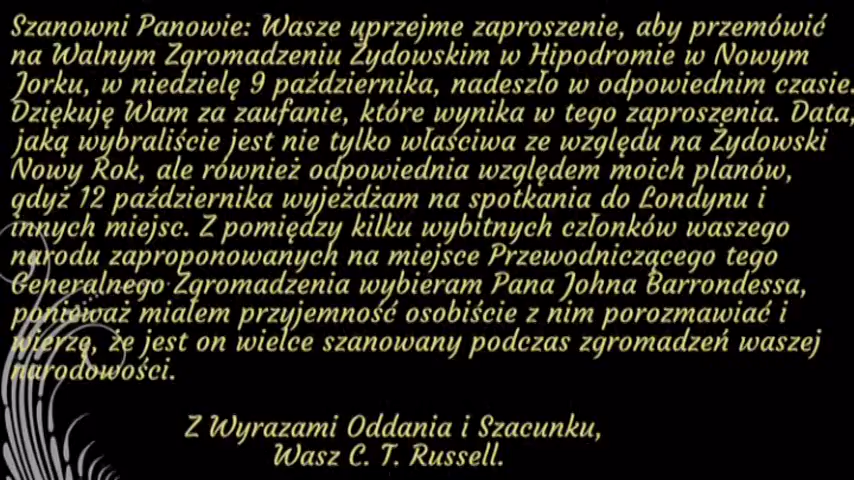 Szanowni Panowie: Wasze uprzejme zaproszenie, aby przemówić
na Walnym Zgromadzeniu Żydowskim w Hipodromie w Nowym
Jorku, w niedzielę 9 października, nadeszło w odpowiednim czasie.
Dziękuję Wam za zaufanie, które wynika w tego zaproszenia. Data,
jaką wybraliście jest nie tylko właściwa ze względu na Żydowski
Nowy Rok, ale również odpowiednia względem moich planów,
gdyż 12 października wyjeżdżam na spotkania do Londynu i
innych miejsc. Z pomiędzy kilku wybitnych członków waszego
narodu zaproponowanych na miejsce Przewodniczącego tego
Generalnego Zgromadzenia wybieram Pana Johna Barrondessa,
ponieważ miałem przyjemność osobiście z nim porozmawiać i
wierzę, że jest on wielce szanowany podczas zgromadzeń waszej
narodowości.
Z Wyrazami Oddania i Szacunku,
Wasz C. T. Russell.